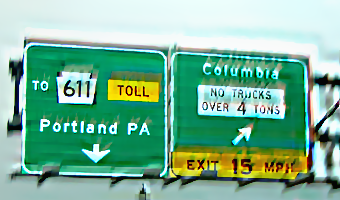 TO 611 TOLL
Portland PA
Columbia
NO TRUCKS
OVER 4 TONS
EXIT 15 MPH